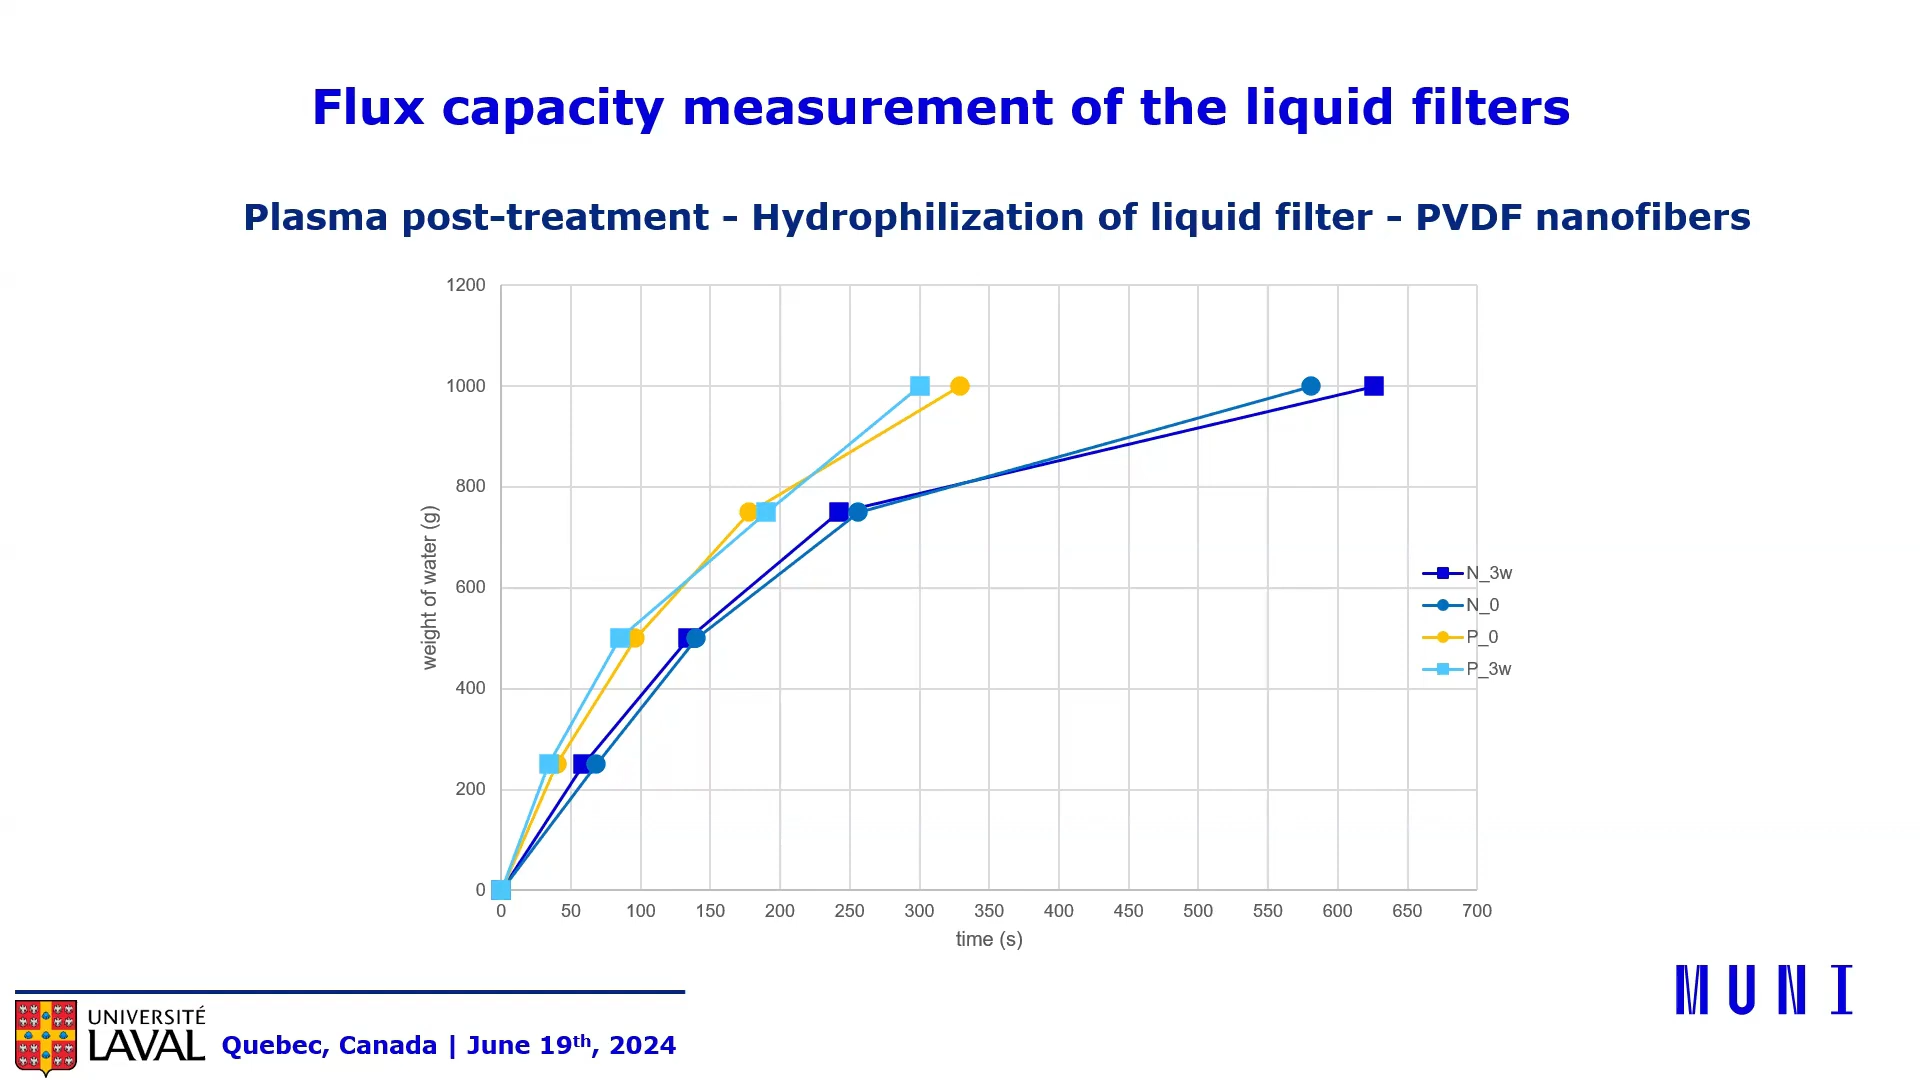 Flux capacity measurement of the liquid filters
Plasma post-treatment - Hydrophilization of liquid filter - PVDF nanofibers
1200
1000
800
600
400
200
0
weight of water (g)
0 50 100 150 200 250 300 350 400 450 500 550 600 650 700
time (s)
N_3w
N_0
P_0
P_3w
UNIVERSITÉ
LAVAL
Quebec, Canada | June 19th, 2024
MUNI